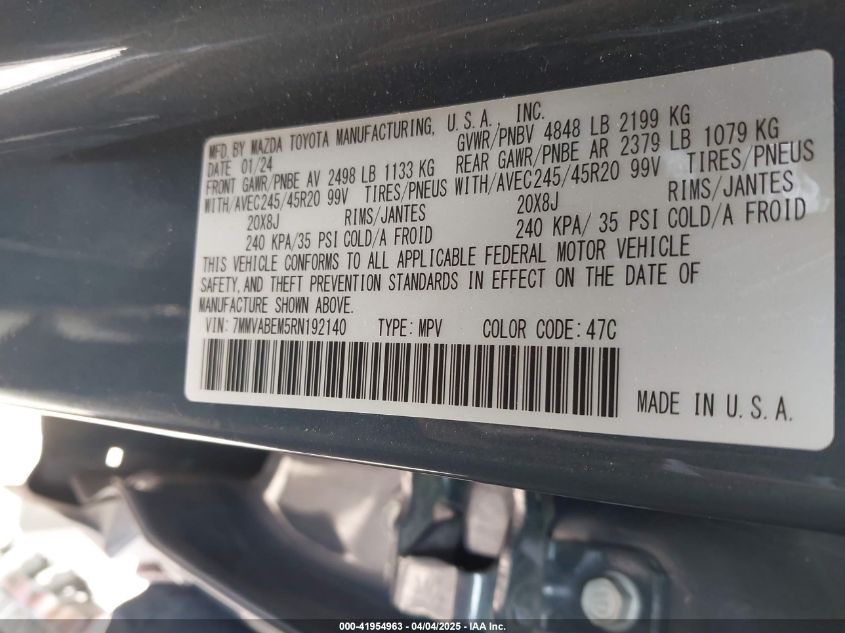 MFD. BY MAZDA TOYOTA MANUFACTURING, U.S.A., INC.
DATE 01/24 GVWR/PNBV 4848 LB 2199 KG
FRONT GAWR/PNBE AV 2498 LB 1133 KG REAR GAWR/PNBE AR 2379 LB 1079 KG
WITH/AVEC245/45R20 99V TIRES/PNEUS WITH/AVEC245/45R20 99V TIRES/PNEUS
20X8J RIMS/JANTES 20X8J RIMS/JANTES
240 KPA/35 PSI COLD/A FROID 240 KPA/ 35 PSI COLD/A FROID
THIS VEHICLE CONFORMS TO ALL APPLICABLE FEDERAL MOTOR VEHICLE
SAFETY, AND THEFT PREVENTION STANDARDS IN EFFECT ON THE DATE OF
MANUFACTURE SHOWN ABOVE.
VIN: 7MMVABEM5RN192140 TYPE: MPV COLOR CODE: 47C
MADE IN U.S.A.
000-41954963 - 04/04/2025 - WWW.IAAI.COM